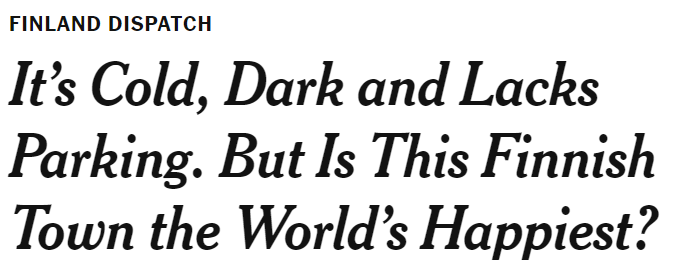 FINLAND DISPATCH
It’s Cold, Dark and Lacks
Parking. But Is This Finnish
Town the World’s Happiest?